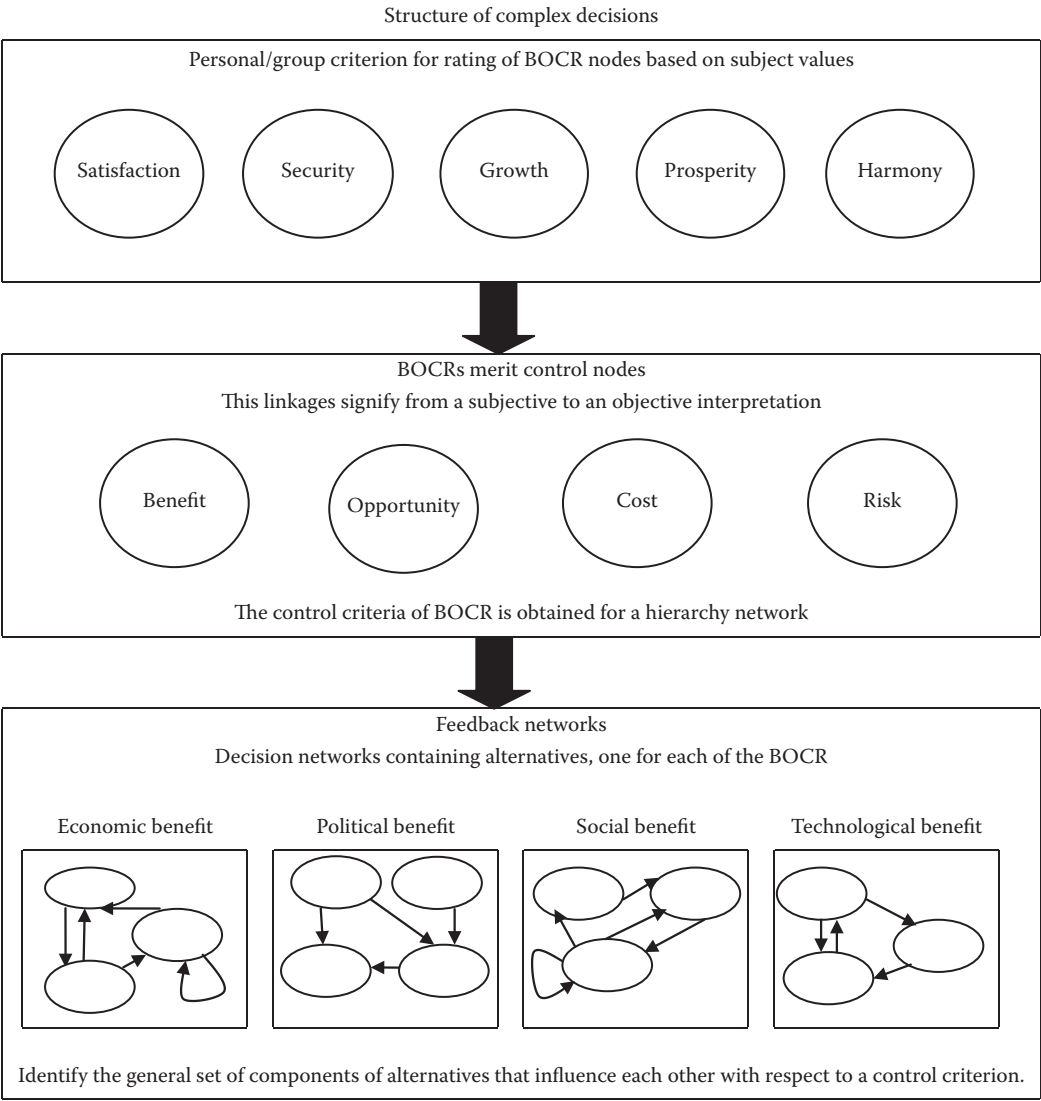 Structure of complex decisions
Personal/group criterion for rating of BOCR nodes based on subject values
Satisfaction
Security
Growth
Prosperity
Harmony
BOCRs merit control nodes
This linkages signify from a subjective to an objective interpretation
Benefit
Opportunity
Cost
Risk
The control criteria of BOCR is obtained for a hierarchy network
Feedback networks
Decision networks containing alternatives, one for each of the BOCR
Economic benefit
Political benefit
Social benefit
Technological benefit
Identify the general set of components of alternatives that influence each other with respect to a control criterion.